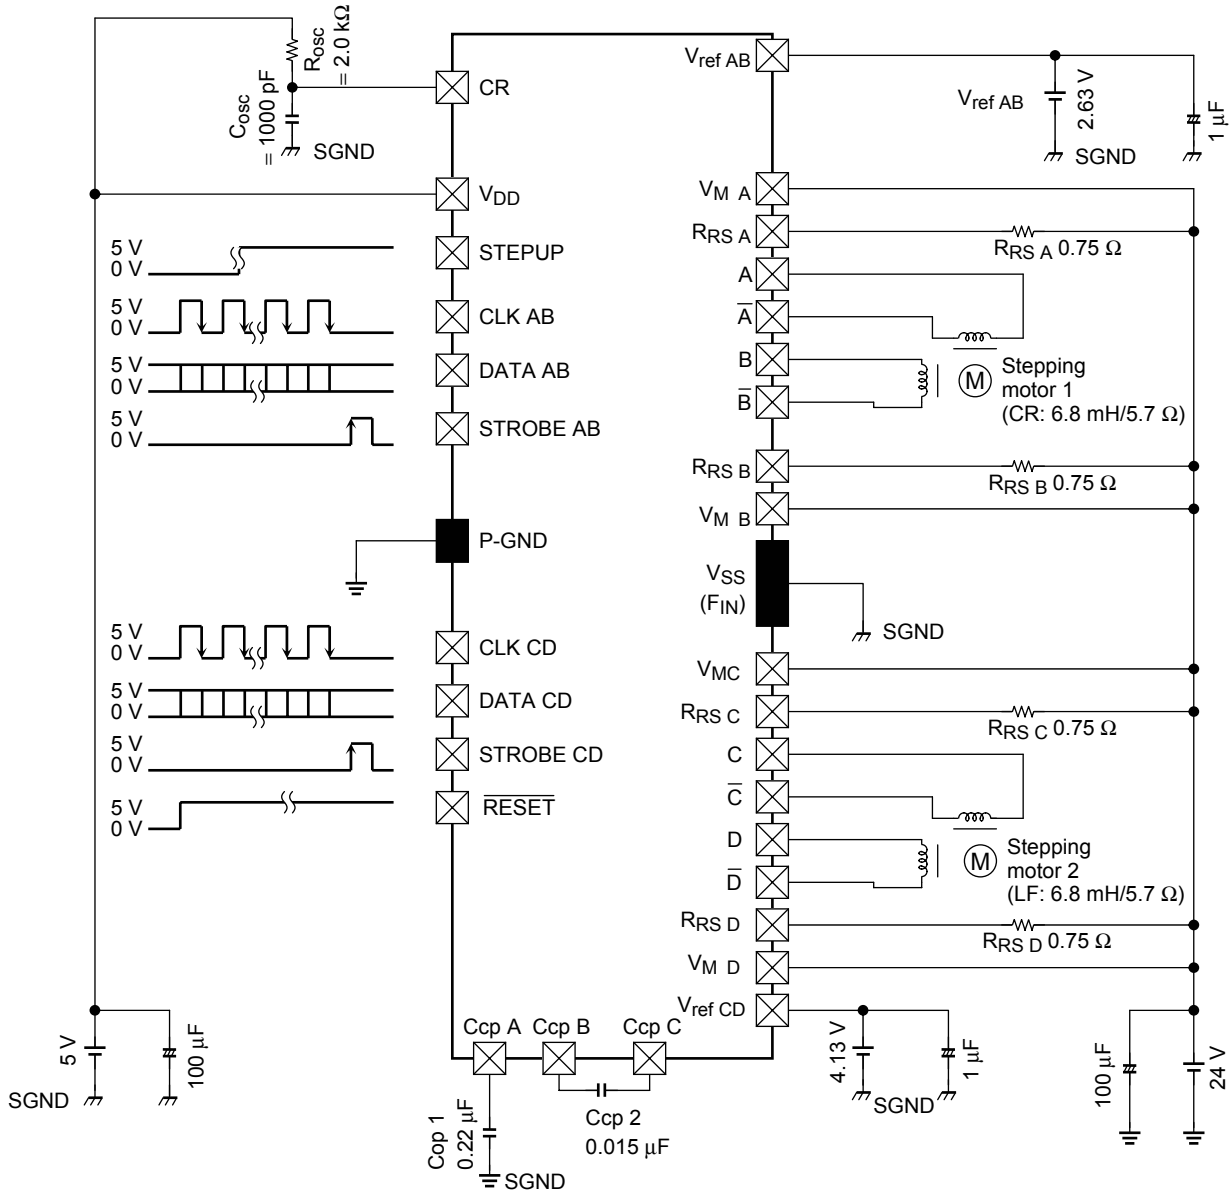 Rosc
= 2.0 kΩ
Cosc
= 1000 pF
SGND
CR
VDD
5 V
0 V
STEPUP
5 V
0 V
CLK AB
5 V
0 V
DATA AB
5 V
0 V
STROBE AB
P-GND
5 V
0 V
CLK CD
5 V
0 V
DATA CD
5 V
0 V
STROBE CD
5 V
0 V
RESET
5 V
SGND
100 μF
Ccp A
Ccp B
Ccp C
Cop 1
0.22 μF
SGND
Ccp 2
0.015 μF
Vref AB
Vref AB
2.63 V
SGND
1 μF
VM A
RRS A
RRS A 0.75 Ω
A
A
B
B
M
Stepping
motor 1
(CR: 6.8 mH/5.7 Ω)
RRS B
RRS B 0.75 Ω
VM B
VSS
(FIN)
SGND
VMC
RRS C
RRS C 0.75 Ω
C
C
D
D
M
Stepping
motor 2
(LF: 6.8 mH/5.7 Ω)
RRS D
RRS D 0.75 Ω
VM D
Vref CD
4.13 V
SGND
1 μF
100 μF
24 V